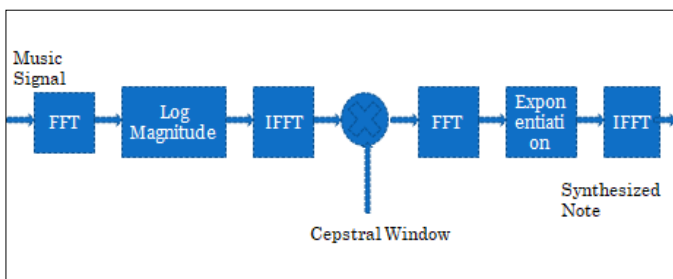 Music
Signal
FFT
Log
Magnitude
IFFT
FFT
Expon
entiati
on
IFFT
Synthesized
Note
Cepstral Window